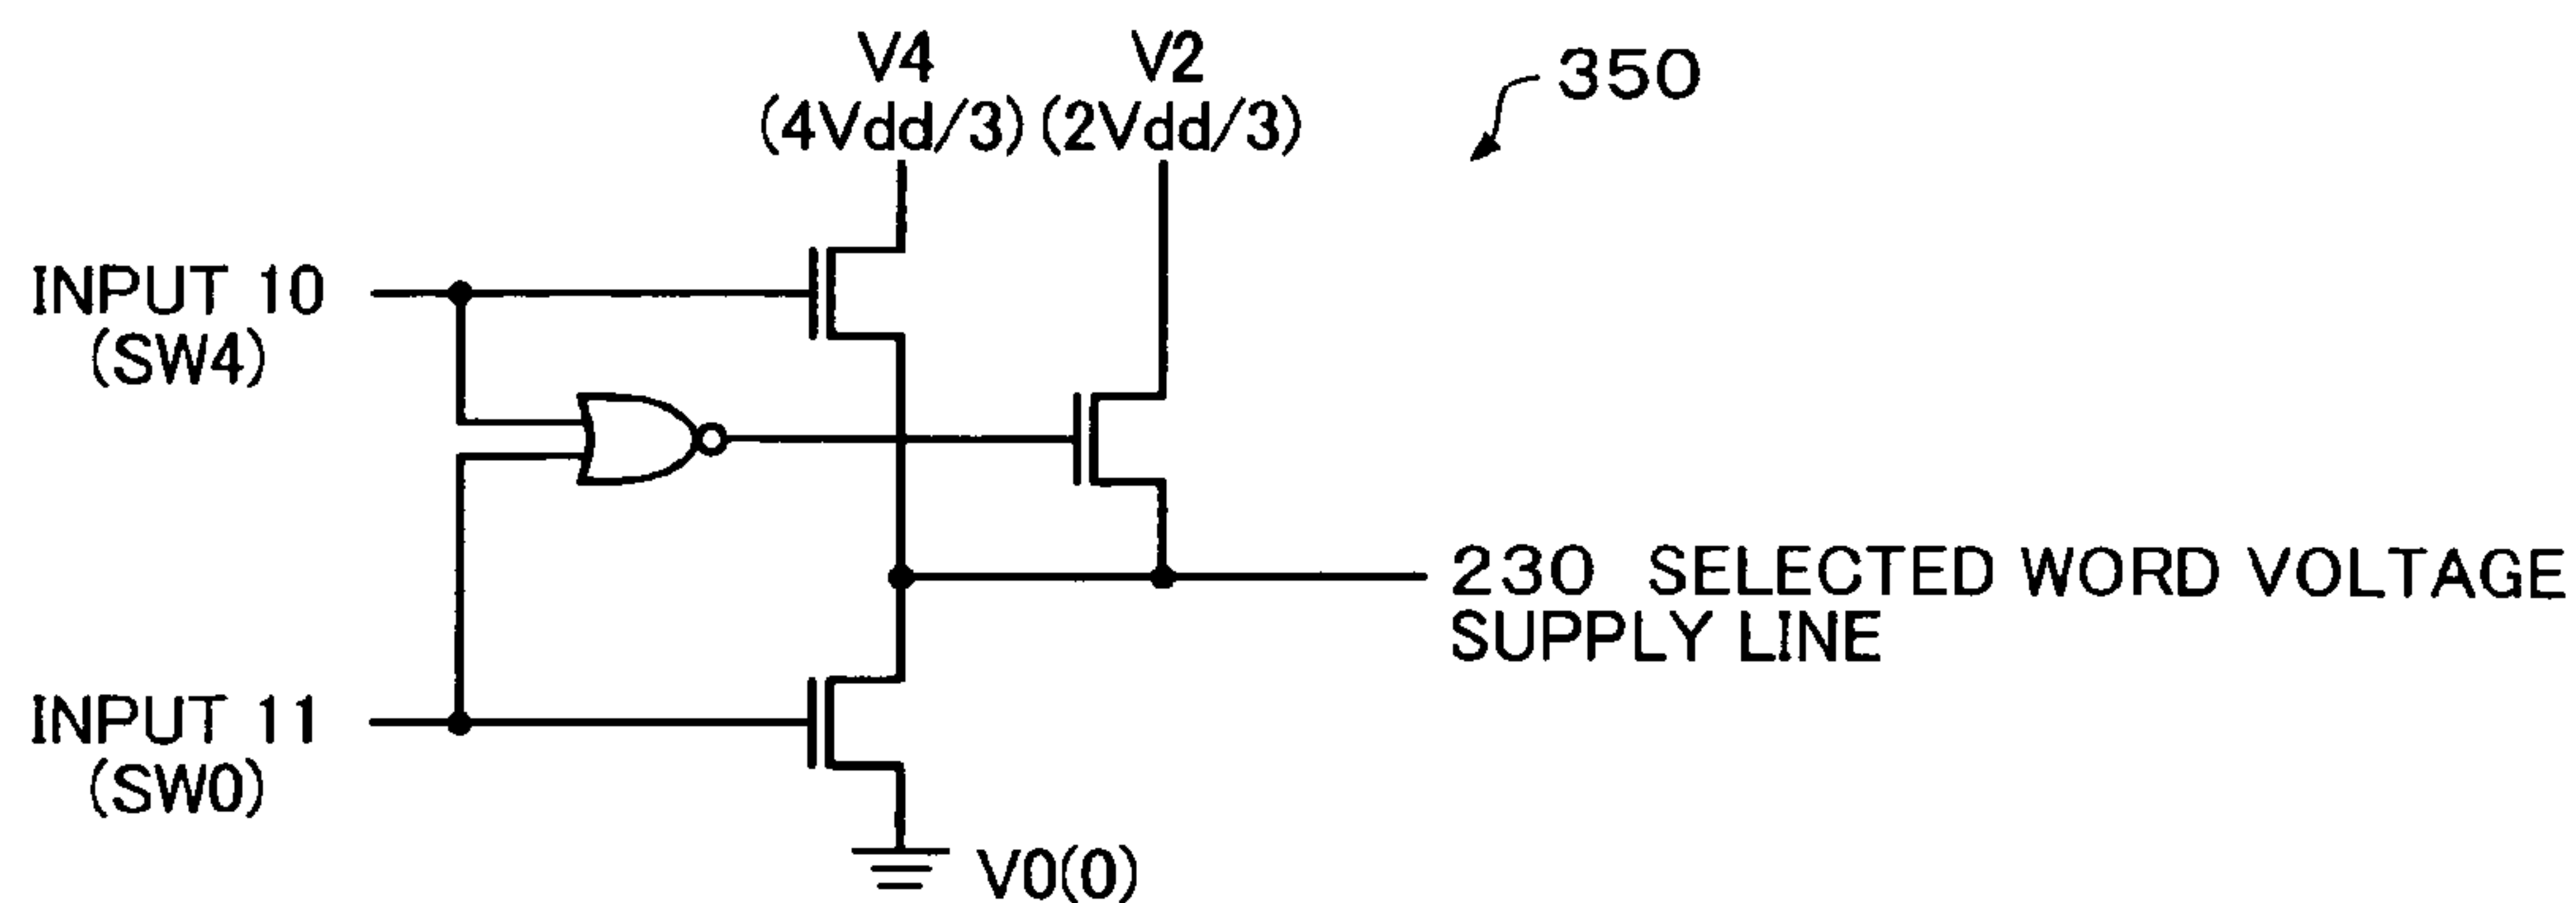 V4
(4Vdd/3)
V2
(2Vdd/3)
350
INPUT 10
(SW4)
230 SELECTED WORD VOLTAGE
SUPPLY LINE
INPUT 11
(SW0)
V0(0)